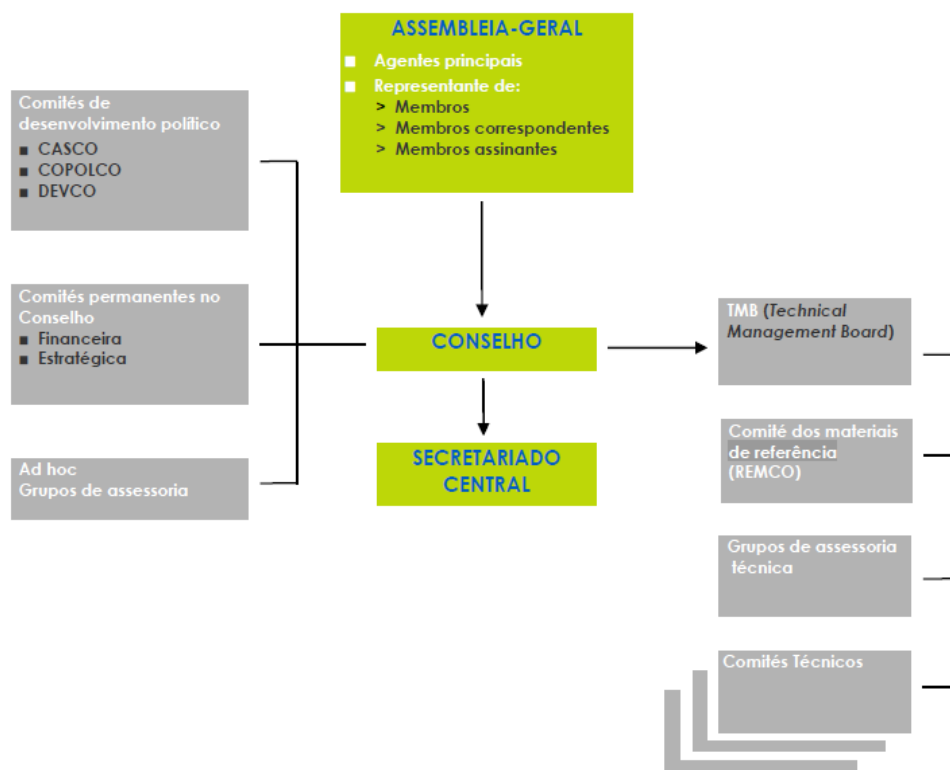 ASSEMBLEIA-GERAL
■ Agentes principais
■ Representante de:
> Membros
> Membros correspondentes
> Membros assinantes
Comités de
desenvolvimento político
■ CASCO
■ COPOLCO
■ DEVCO
Comités permanentes no
Conselho
■ Financeira
■ Estratégica
Ad hoc
Grupos de assessoria
CONSELHO
SECRETARIADO
CENTRAL
TMB (Technical
Management Board)
Comité dos materiais
de referência
(REMCO)
Grupos de assessoria
técnica
Comités Técnicos